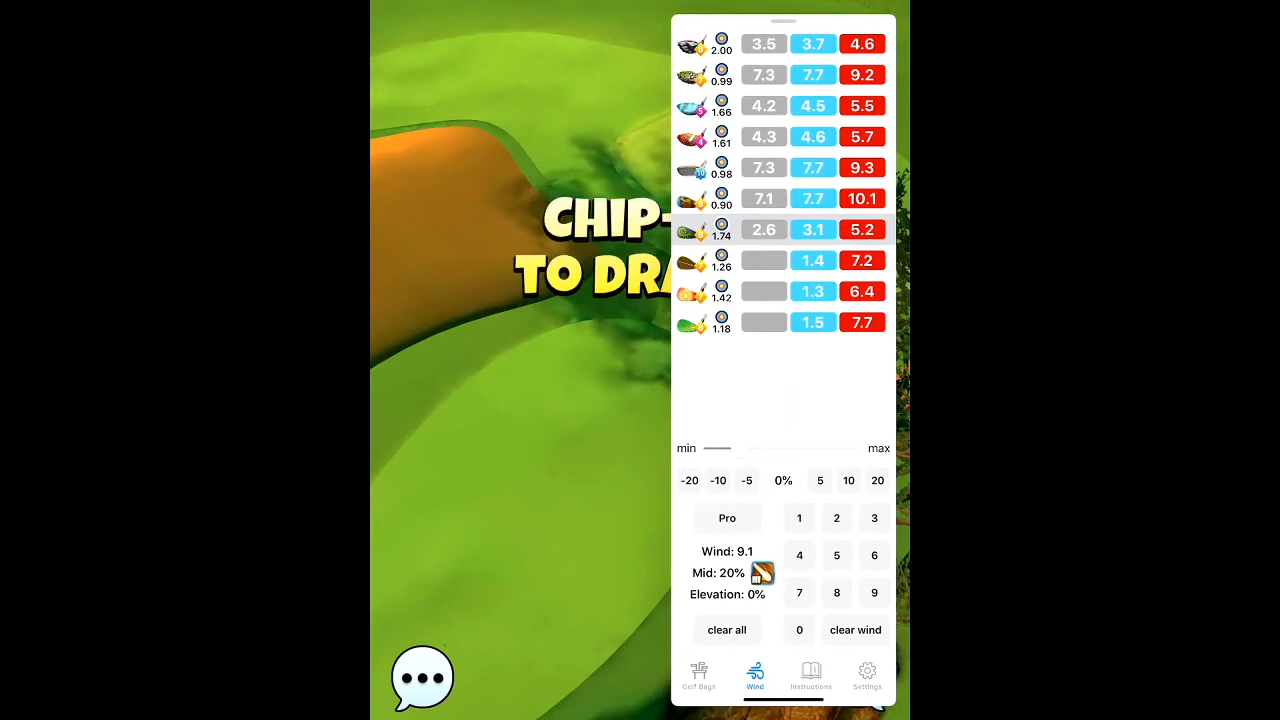 CHIP-
TO DRA
2.00 3.5 3.7 4.6
0.99 7.3 7.7 9.2
1.66 4.2 4.5 5.5
1.61 4.3 4.6 5.7
0.98 7.3 7.7 9.3
0.90 7.1 7.7 10.1
1.74 2.6 3.1 5.2
1.26 1.4 7.2
1.42 1.3 6.4
1.18 1.5 7.7
min max
-20 -10 -5 0% 5 10 20
Pro 1 2 3
Wind: 9.1
Mid: 20%
Elevation: 0%
4 5 6
7 8 9
clear all 0 clear wind
Golf Bags Wind Instructions Settings